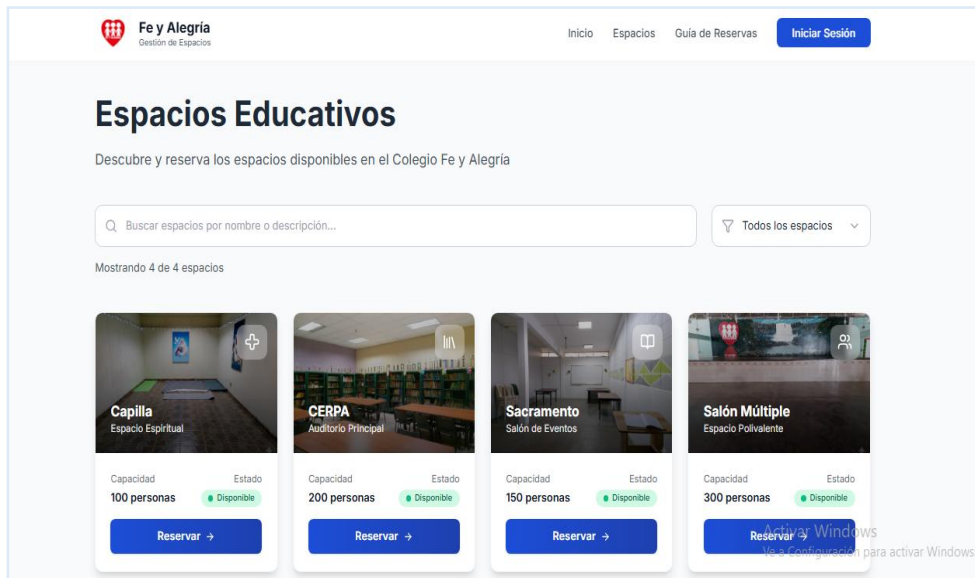 Fe y Alegría
Gestión de Espacios
Inicio
Espacios
Guía de Reservas
Iniciar Sesión
Espacios Educativos
Descubre y reserva los espacios disponibles en el Colegio Fe y Alegría
Buscar espacios por nombre o descripción...
Todos los espacios
Mostrando 4 de 4 espacios
Capilla
Espacio Espiritual
Capacidad
Estado
100 personas
Disponible
Reservar →
CERPA
Auditorio Principal
Capacidad
Estado
200 personas
Disponible
Reservar →
Sacramento
Salón de Eventos
Capacidad
Estado
150 personas
Disponible
Reservar →
Salón Múltiple
Espacio Polivalente
Capacidad
Estado
300 personas
Disponible
Reservar →
Activar Windows
Ve a Configuración para activar Windows